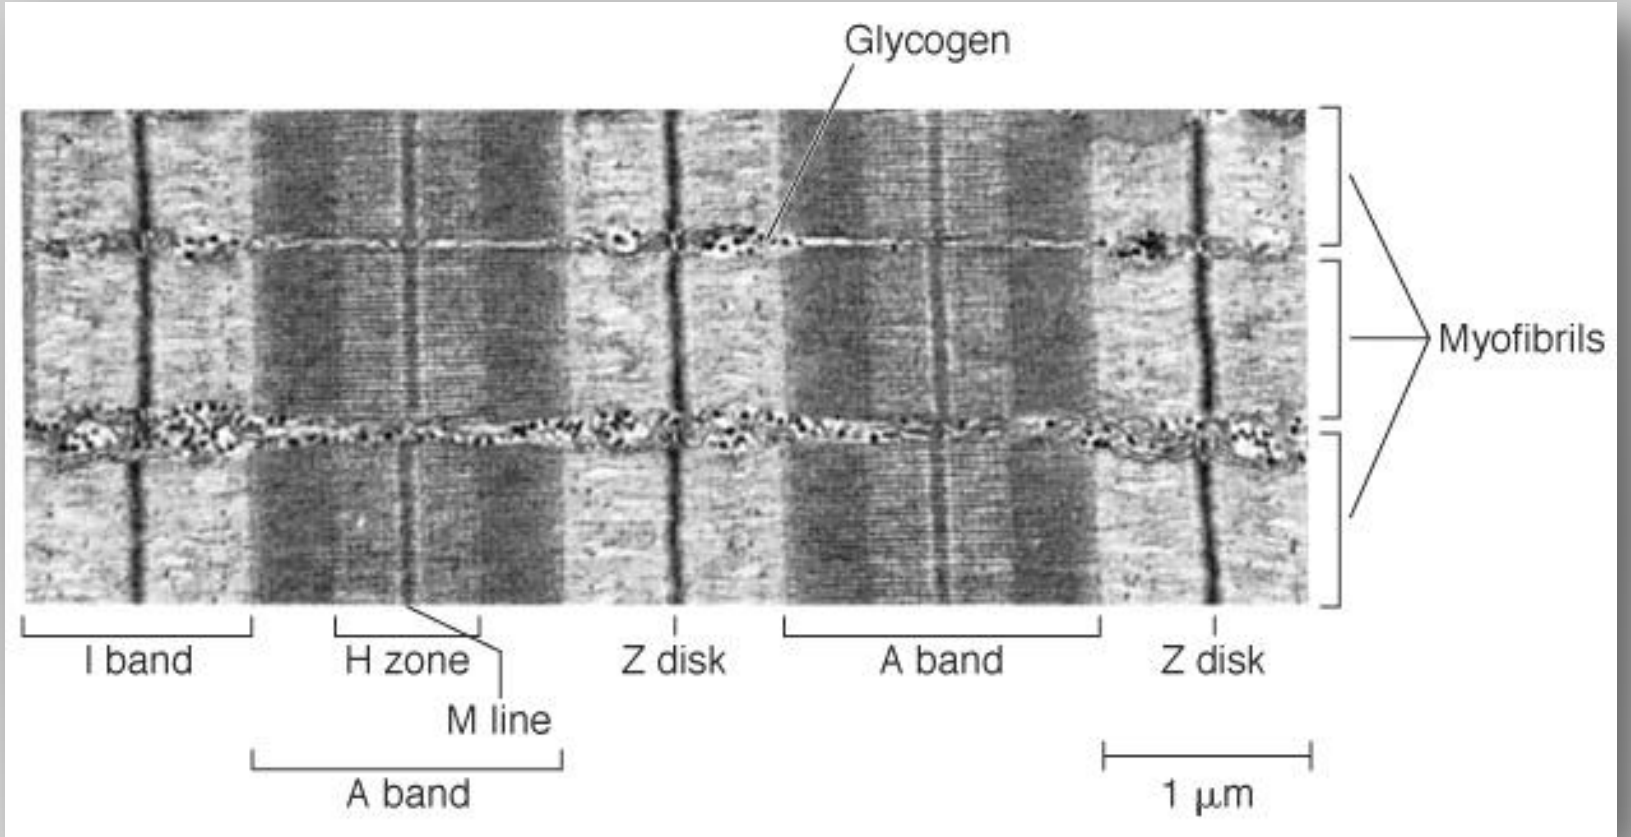 Glycogen
Myofibrils
I band
H zone
Z disk
A band
Z disk
M line
A band
1 μm